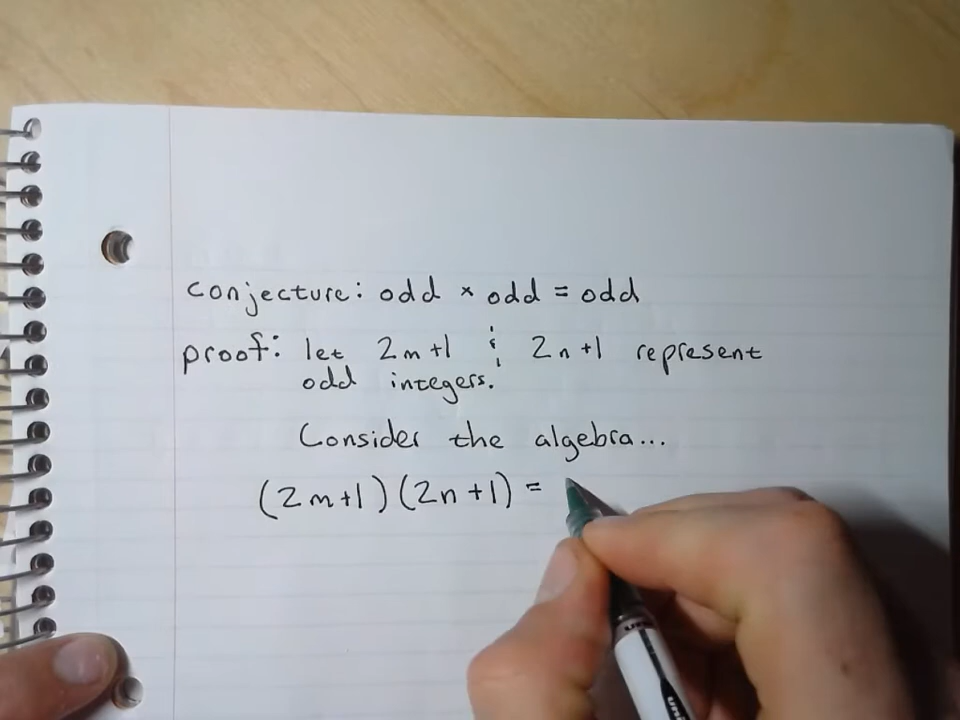 conjecture: odd × odd = odd
proof: let 2m+1 & 2n+1 represent
odd integers.
Consider the algebra...
(2m+1)(2n+1) =
uni